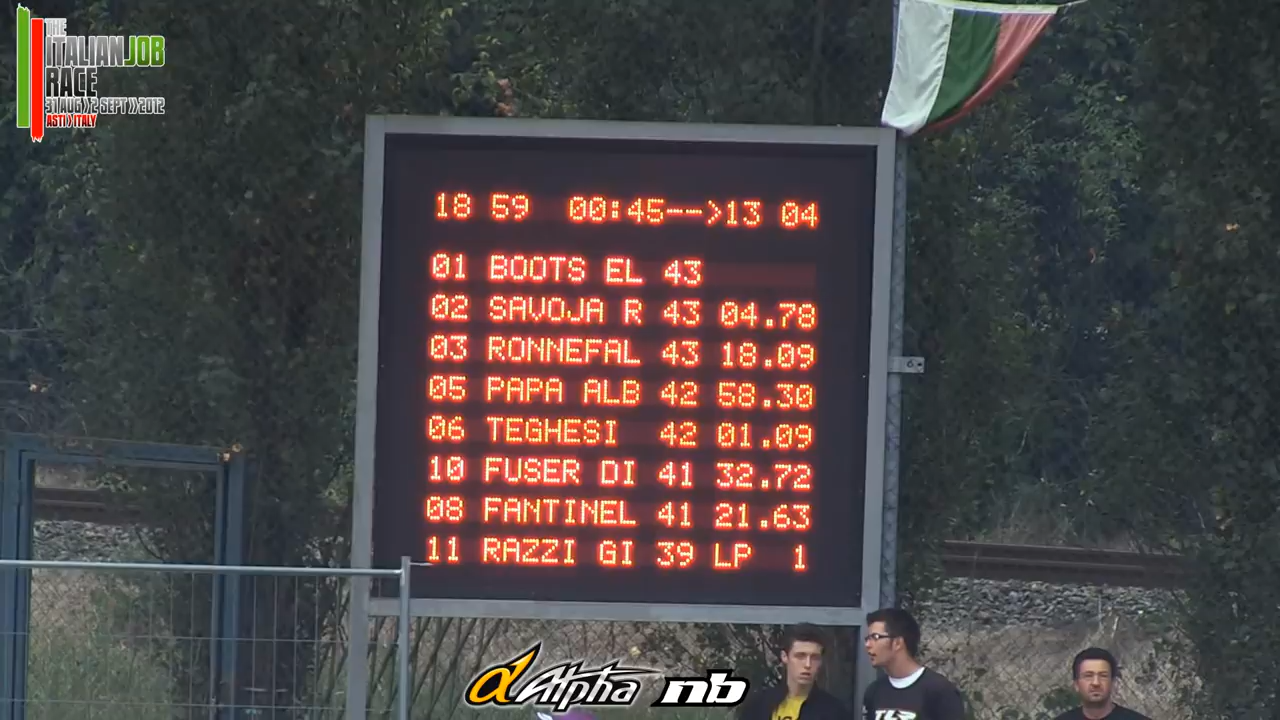 THE
ITALIANJOB
RACE
31 AUG >> 2 SEPT >> 2012
ASTI > ITALY
18 59 00:45-->13 04
01 BOOTS EL 43
02 SAVOJA R 43 04.78
03 RONNEFAL 43 18.09
05 PAPA ALB 42 58.30
06 TEGHESI 42 01.09
10 FUSER DI 41 32.72
08 FANTINEL 41 21.63
11 RAZZI GI 39 LP 1
6
Alpha nb
TLR